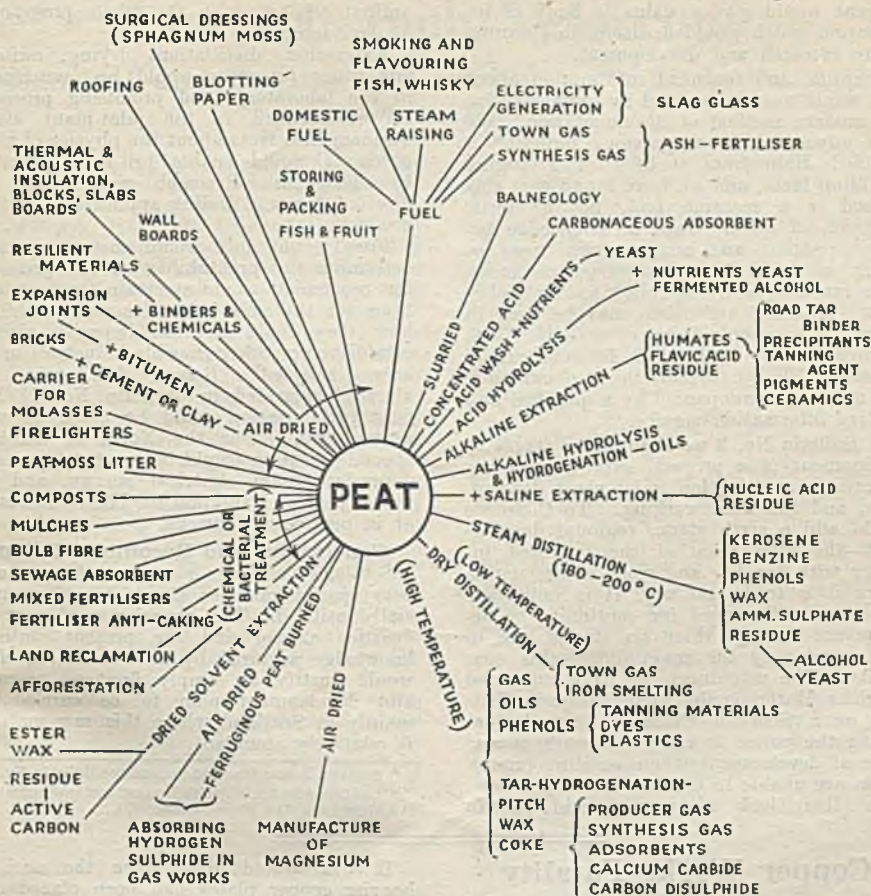 SURGICAL DRESSINGS
(SPHAGNUM MOSS)
ROOFING
BLOTTING
PAPER
SMOKING AND
FLAVOURING
FISH, WHISKY
DOMESTIC
FUEL
STEAM
RAISING
ELECTRICITY
GENERATION
SLAG GLASS
TOWN GAS
SYNTHESIS GAS
ASH-FERTILISER
FUEL
STORING
&
PACKING
FISH & FRUIT
THERMAL &
ACOUSTIC
INSULATION,
BLOCKS, SLABS
BOARDS
WALL
BOARDS
RESILIENT
MATERIALS
+ BINDERS &
CHEMICALS
EXPANSION
JOINTS
+ BITUMEN
BRICKS
+ CEMENT OR CLAY
CARRIER
FOR
MOLASSES
AIR DRIED
FIRELIGHTERS
PEAT-MOSS LITTER
COMPOSTS
MULCHES
BULB FIBRE
SEWAGE ABSORBENT
MIXED FERTILISERS
FERTILISER ANTI-CAKING
LAND RECLAMATION
AFFORESTATION
CHEMICAL OR
BACTERIAL
TREATMENT
PEAT
BALNEOLOGY
SLURRIED
CARBONACEOUS ADSORBENT
CONCENTRATED ACID
YEAST
ACID WASH + NUTRIENTS
+
NUTRIENTS YEAST
FERMENTED ALCOHOL
ACID HYDROLYSIS
HUMATES
FLAVIC ACID
RESIDUE
ROAD TAR
BINDER
PRECIPITANTS
TANNING
AGENT
PIGMENTS
CERAMICS
ALKALINE EXTRACTION
ALKALINE HYDROLYSIS
& HYDROGENATION — OILS
+ SALINE EXTRACTION
NUCLEIC ACID
RESIDUE
STEAM DISTILLATION
(180-200°C)
KEROSENE
BENZINE
PHENOLS
WAX
AMM. SULPHATE
RESIDUE
ALCOHOL
YEAST
DRY DISTILLATION
(LOW TEMPERATURE)
TOWN GAS
IRON SMELTING
(HIGH TEMPERATURE)
GAS
OILS
PHENOLS
TANNING MATERIALS
DYES
PLASTICS
TAR-HYDROGENATION-
PITCH
WAX
COKE
PRODUCER GAS
SYNTHESIS GAS
ADSORBENTS
CALCIUM CARBIDE
CARBON DISULPHIDE
AIR DRIED
MANUFACTURE
OF
MAGNESIUM
FERRUGINOUS PEAT BURNED
AIR DRIED
ABSORBING
HYDROGEN
SULPHIDE IN
GAS WORKS
DRIED SOLVENT EXTRACTION
ESTER
WAX
RESIDUE
ACTIVE
CARBON